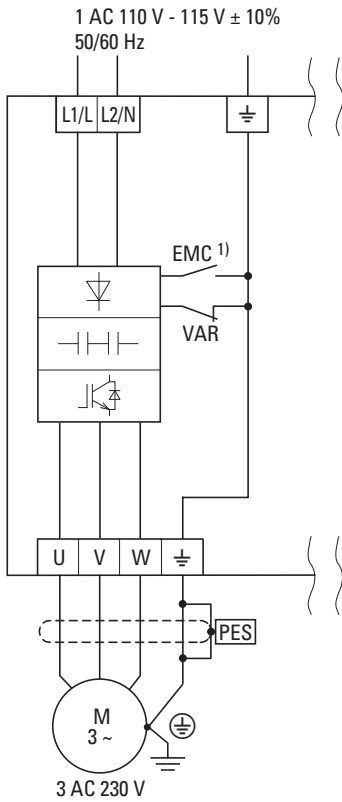 1 AC 110 V - 115 V ± 10%
50/60 Hz
L1/L L2/N
EMC 1)
VAR
U V W
PES
M
3 ~
3 AC 230 V